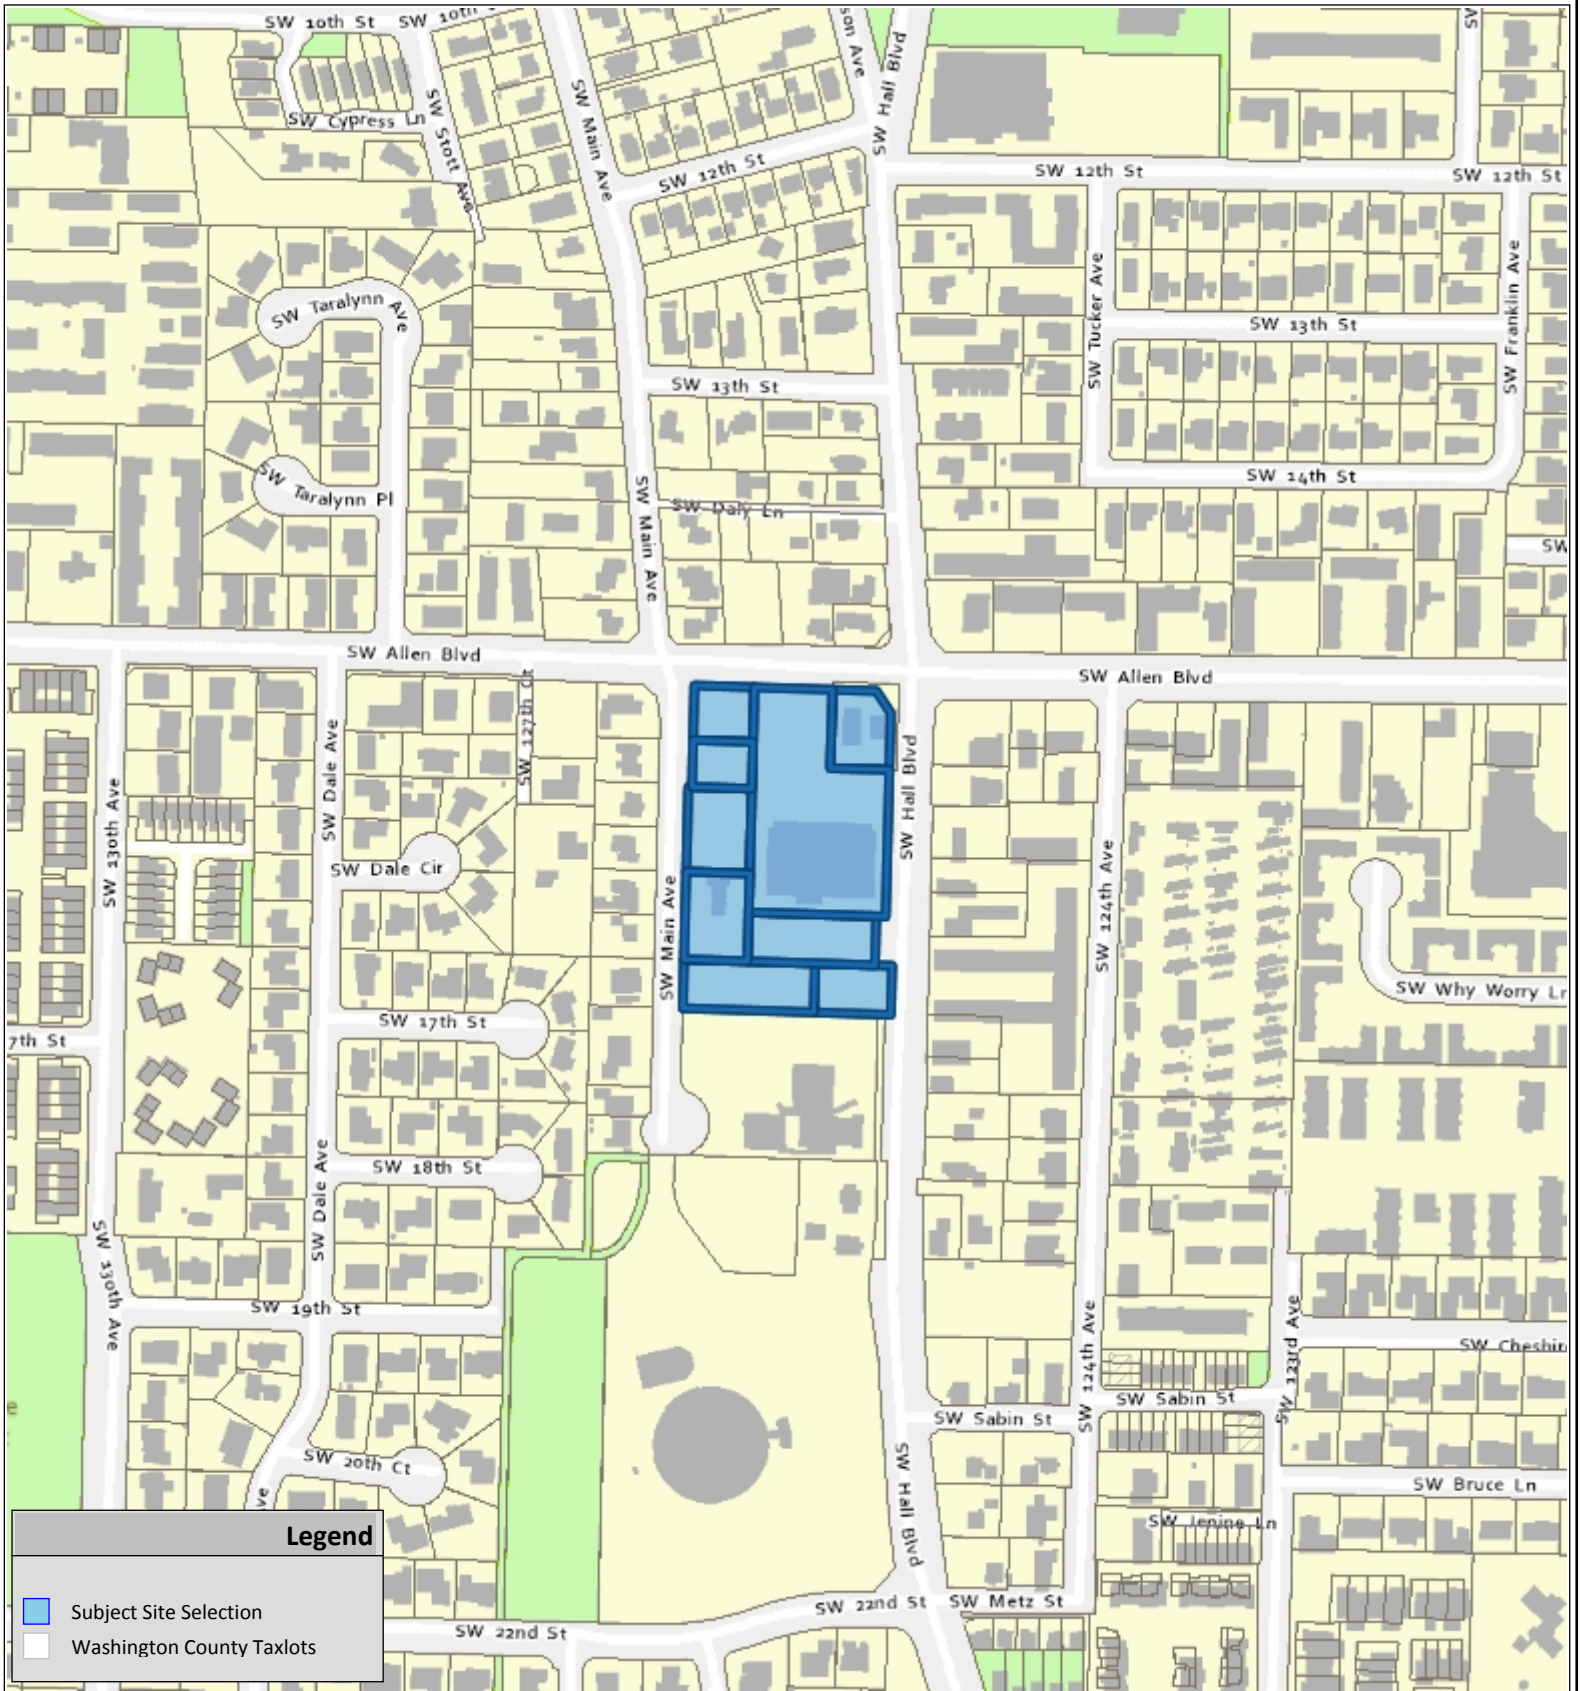 SW 10th St
SW 10th
SW Cypress Ln
SW Stott Ave
SW Main Ave
son Ave
SW Hall Blvd
SW 12th St
SW 12th St
SW 12th St
SW Taralynn Ave
SW Tucker Ave
SW 13th St
SW Franklin Ave
SW 13th St
SW Taralynn Pl
SW 14th St
SW Main Ave
SW Daly Ln
SW
SW Allen Blvd
SW Allen Blvd
SW 127th Ct
SW Dale Ave
SW 130th Ave
SW Hall Blvd
SW Dale Cir
SW Main Ave
SW 124th Ave
SW Why Worry Ln
SW 17th St
7th St
SW 18th St
SW Dale Ave
SW 130th Ave
SW 19th St
SW 124th Ave
SW 123rd Ave
SW Cheshir
SW Sabin St
SW Sabin St
SW 20th Ct
SW Hall Blvd
SW Bruce Ln
SW Jenine Ln
ve
SW 22nd St
SW Metz St
SW 22nd St
Legend
Subject Site Selection
Washington County Taxlots